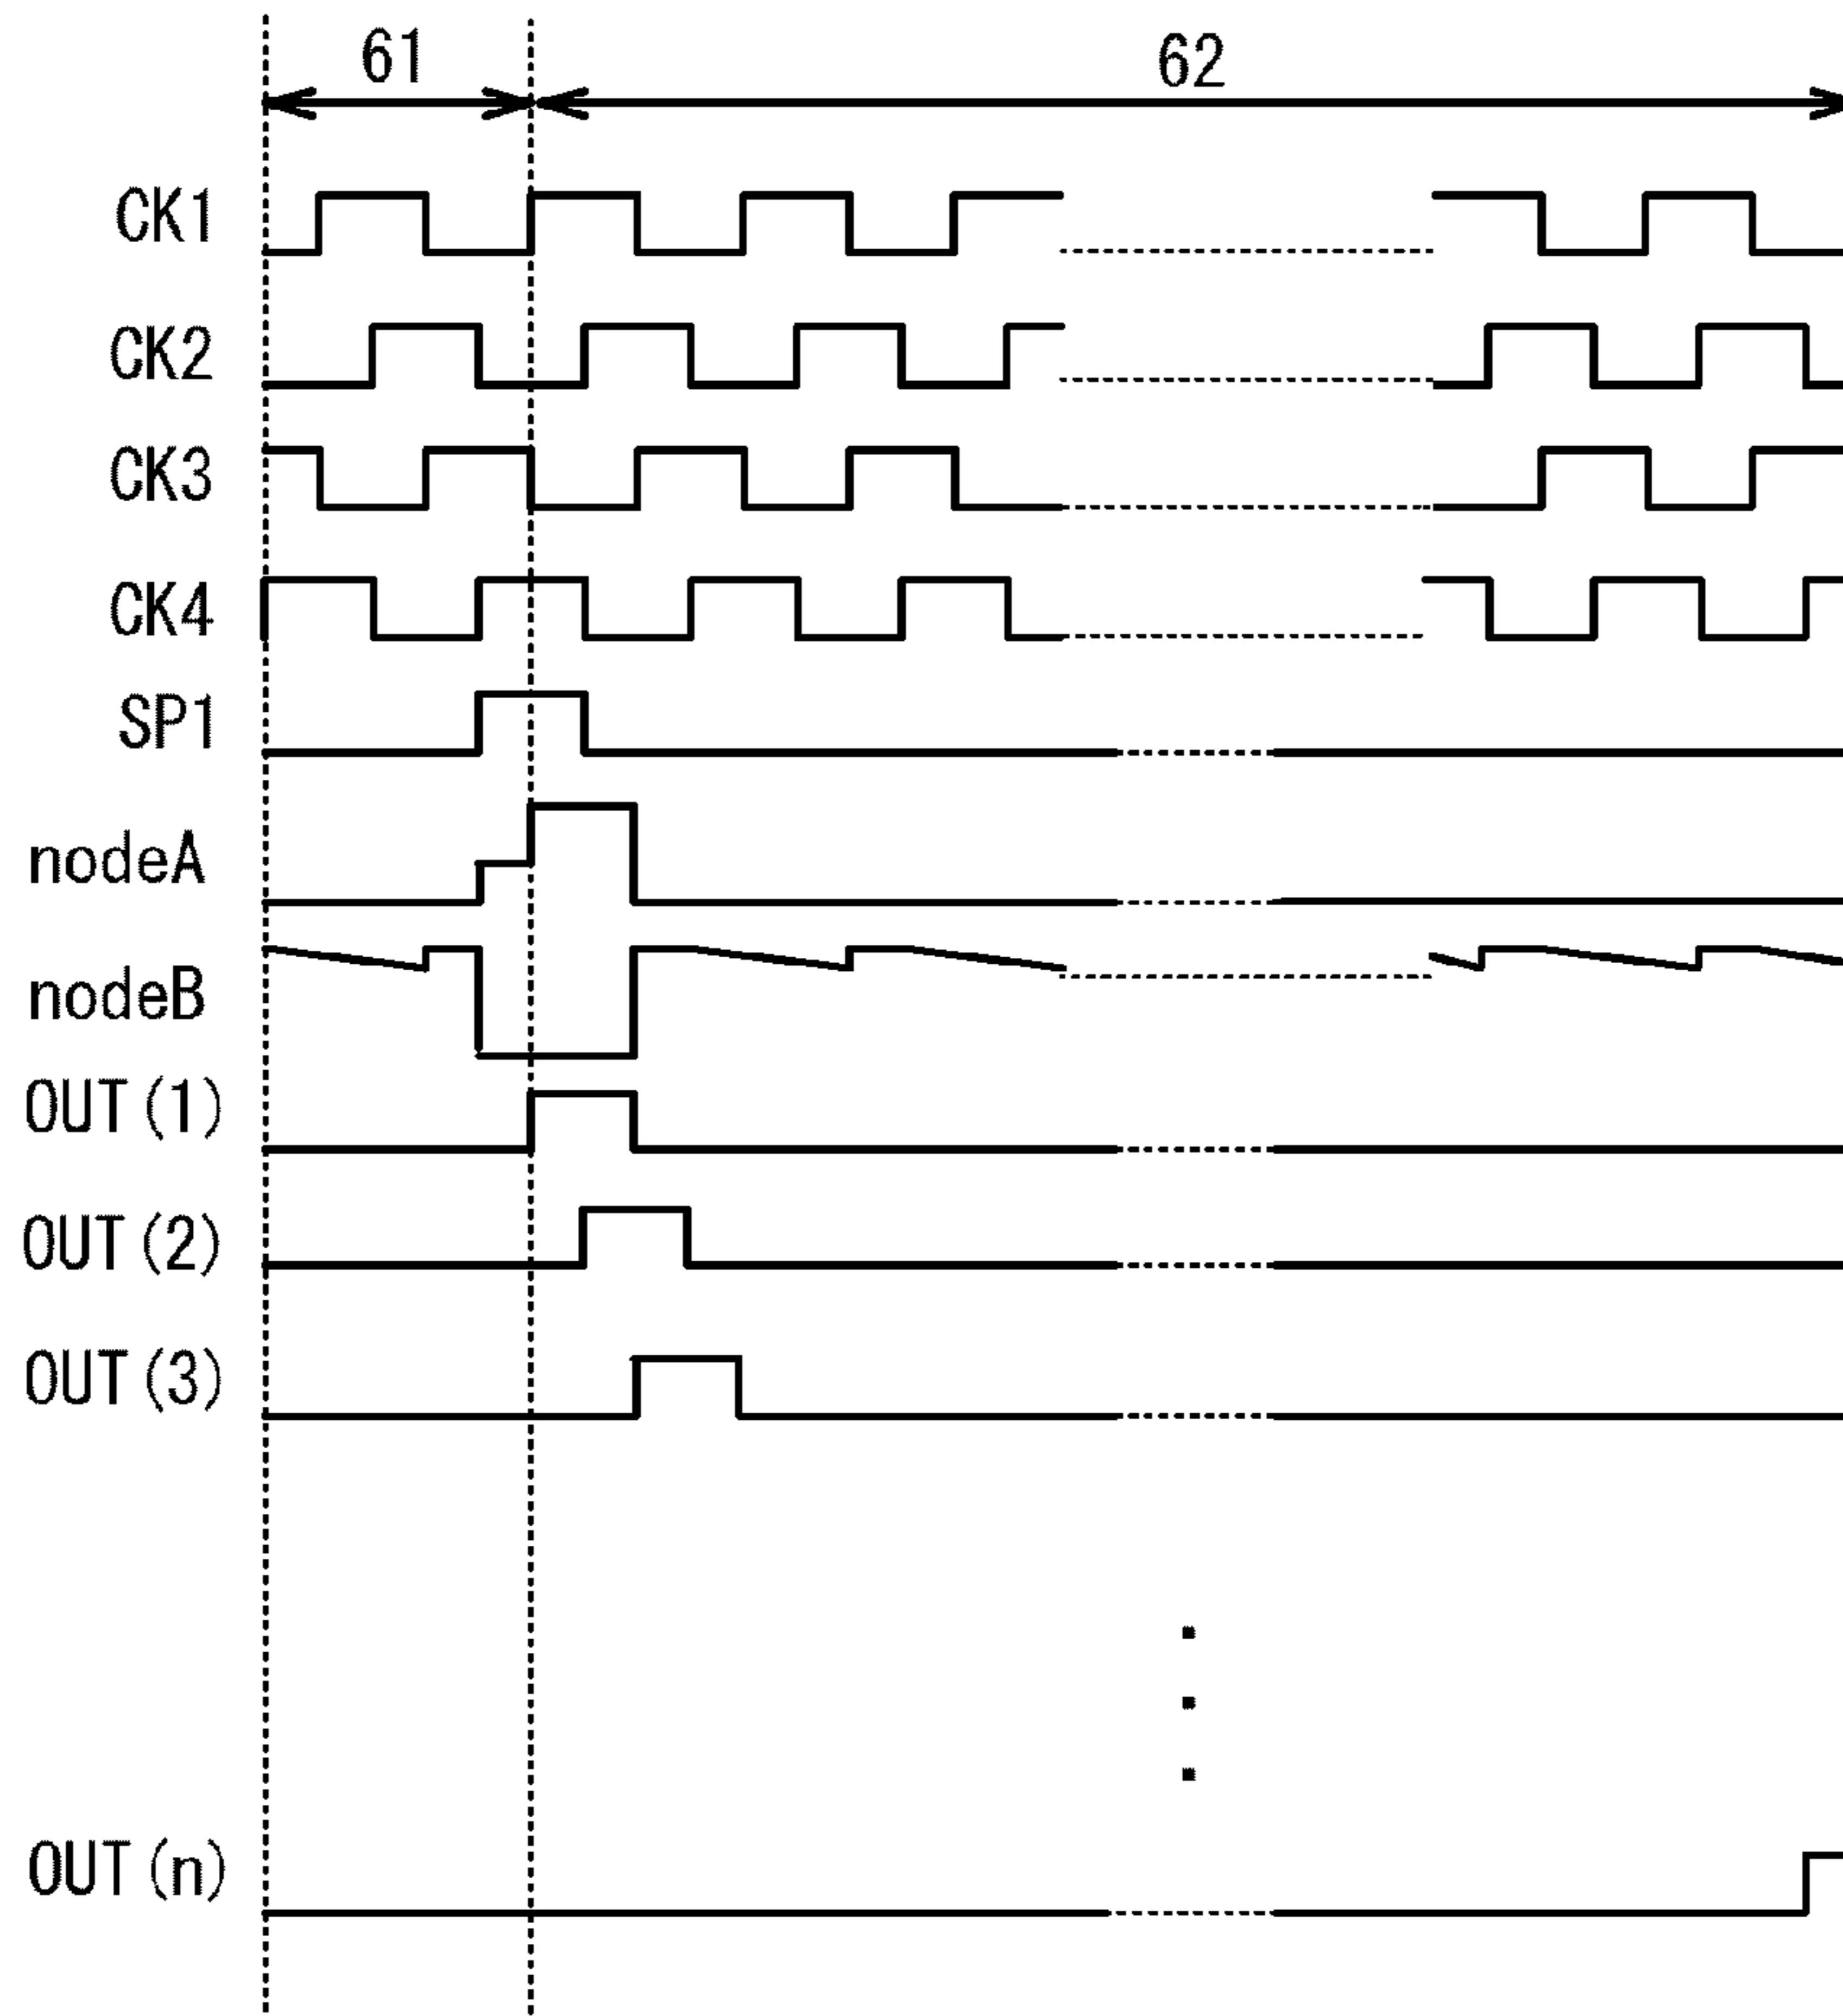 61
62
CK1
CK2
CK3
CK4
SP1
nodeA
nodeB
OUT(1)
OUT(2)
OUT(3)
OUT(n)